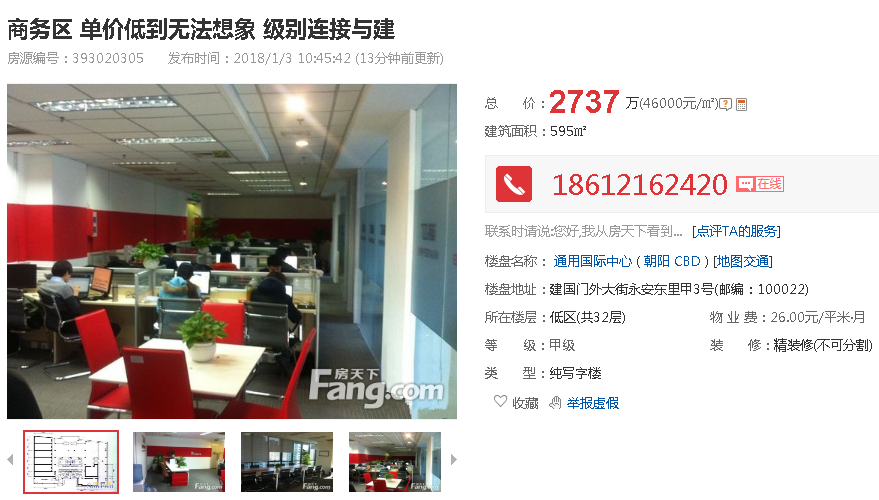 商务区 单价低到无法想象 级别连接与建
房源编号：393020305 发布时间：2018/1/3 10:45:42 (13分钟前更新)
总 价：2737 万(46000元/㎡)
建筑面积：595㎡
18612162420 在线
联系时请说:您好,我从房天下看到... [点评TA的服务]
楼盘名称： 通用国际中心 ( 朝阳 CBD ) [地图交通]
楼盘地址：建国门外大街永安东里甲3号(邮编：100022)
所在楼层：低区(共32层) 物 业 费：26.00元/平米·月
等 级：甲级 装 修：精装修(不可分割)
类 型：纯写字楼
收藏 举报虚假
房天下
Fang.com